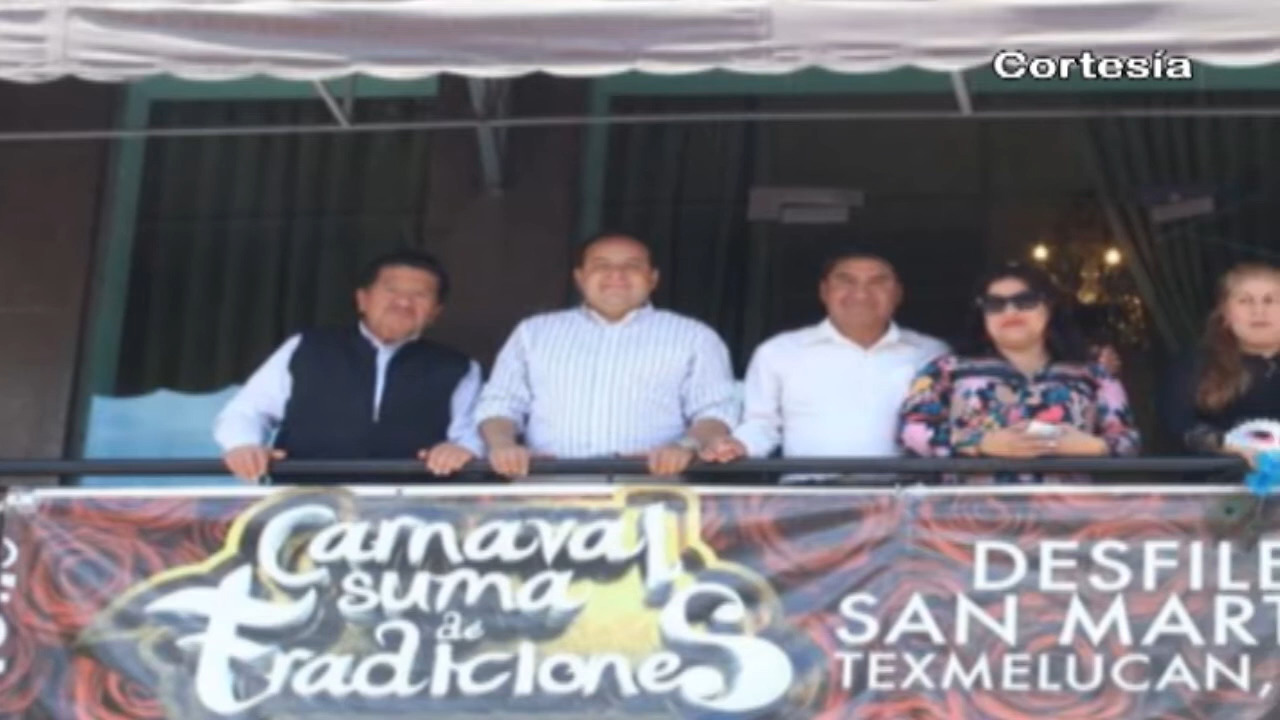 Cortesía
Carnaval
suma
de
TradicioneS
DESFILE
SAN MART
TEXMELUCAN,